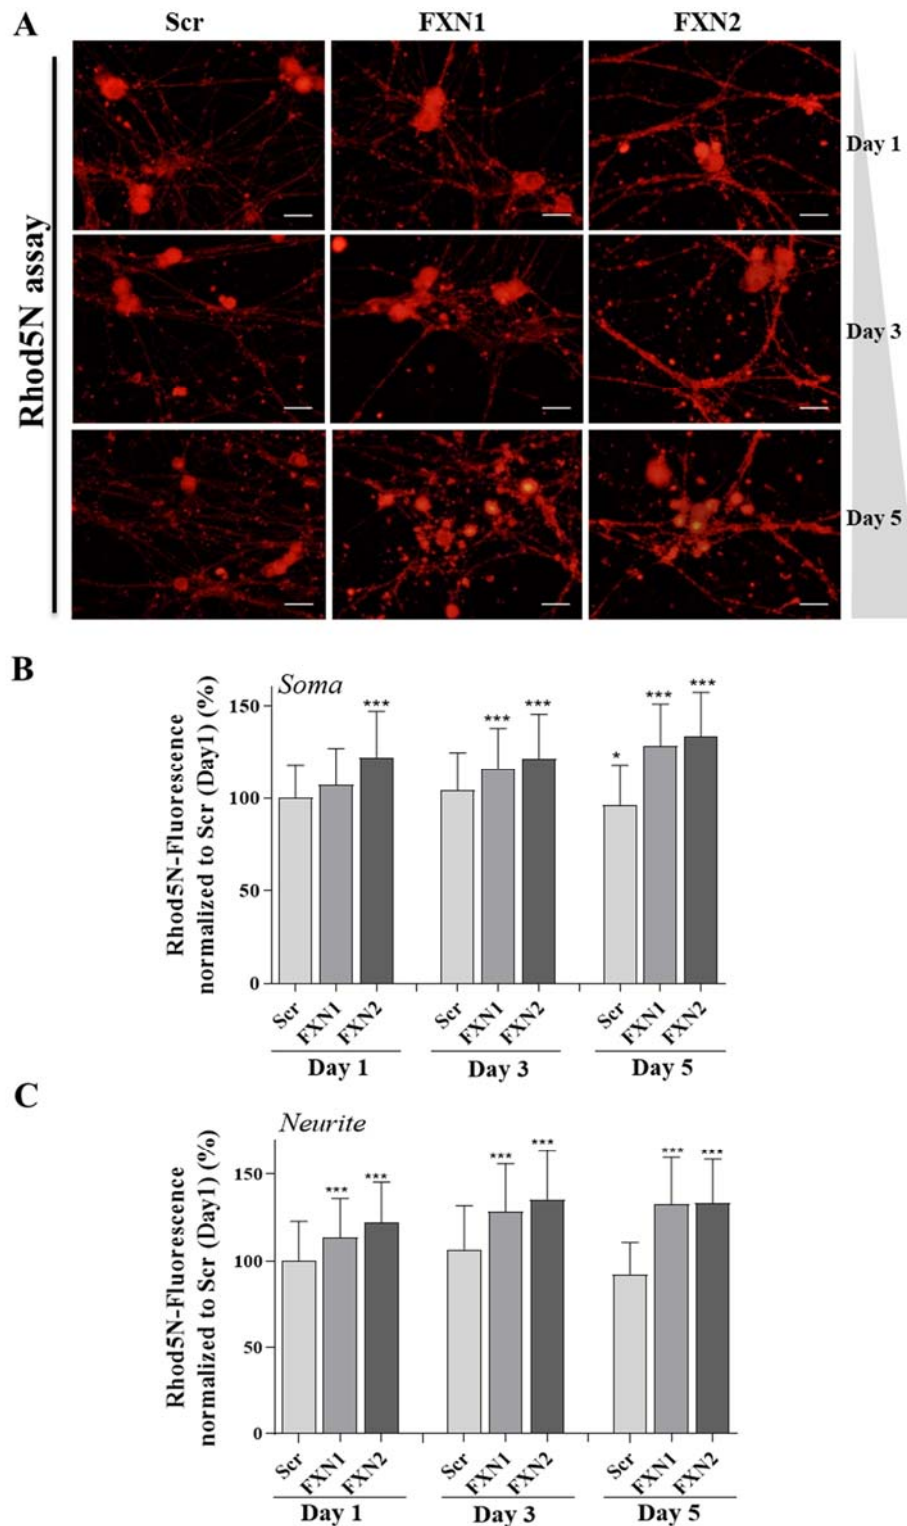 A
Scr FXN1 FXN2
Rhod5N assay
Day 1
Day 3
Day 5
B
Soma
Rhod5N-Fluorescence
normalized to Scr (Day1) (%)
*** *** *** * *** ***
150
100
50
0
Scr FXN1 FXN2 Scr FXN1 FXN2 Scr FXN1 FXN2
Day 1 Day 3 Day 5
C
Neurite
Rhod5N-Fluorescence
normalized to Scr (Day1) (%)
*** *** *** *** *** ***
150
100
50
0
Scr FXN1 FXN2 Scr FXN1 FXN2 Scr FXN1 FXN2
Day 1 Day 3 Day 5